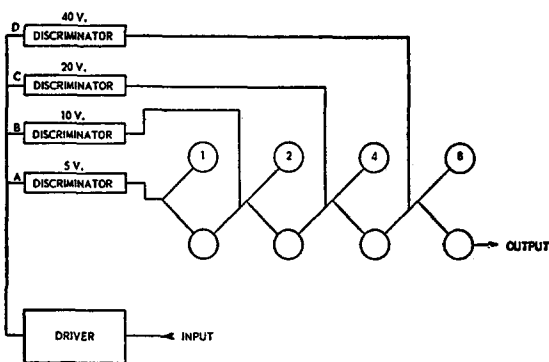 40 V.
D
DISCRIMINATOR
20 V.
C
DISCRIMINATOR
10 V.
B
DISCRIMINATOR
5 V.
A
DISCRIMINATOR
1
2
4
8
OUTPUT
DRIVER
INPUT